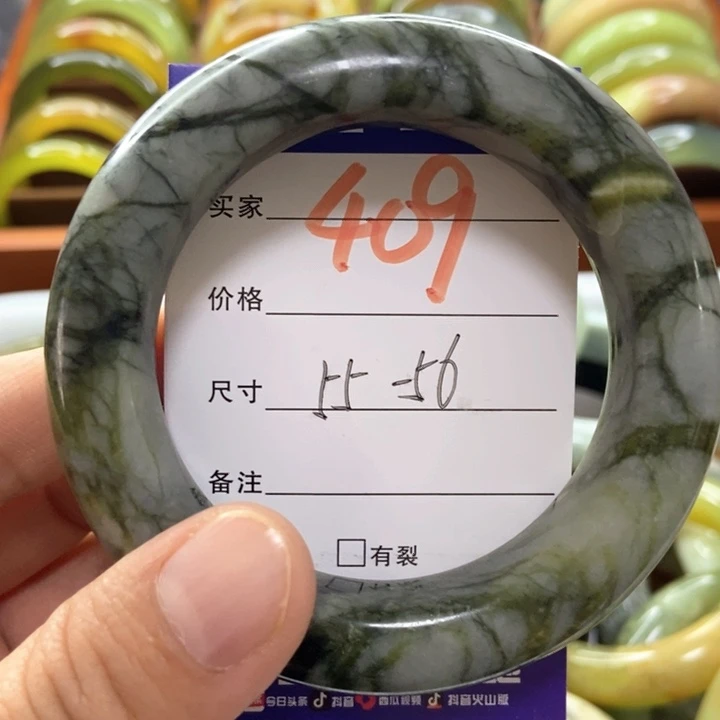 买家 409
价格
尺寸 55-56
备注
□有裂
今日头条 抖音 西瓜视频 抖音火山版